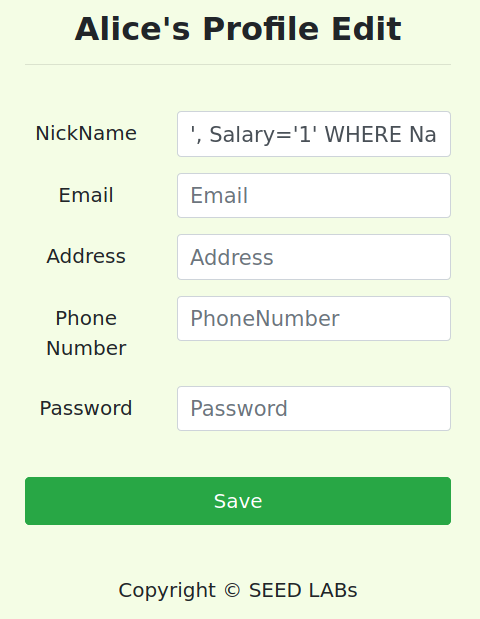 Alice's Profile Edit
NickName
', Salary='1' WHERE Na
Email
Email
Address
Address
Phone
Number
PhoneNumber
Password
Password
Save
Copyright © SEED LABs